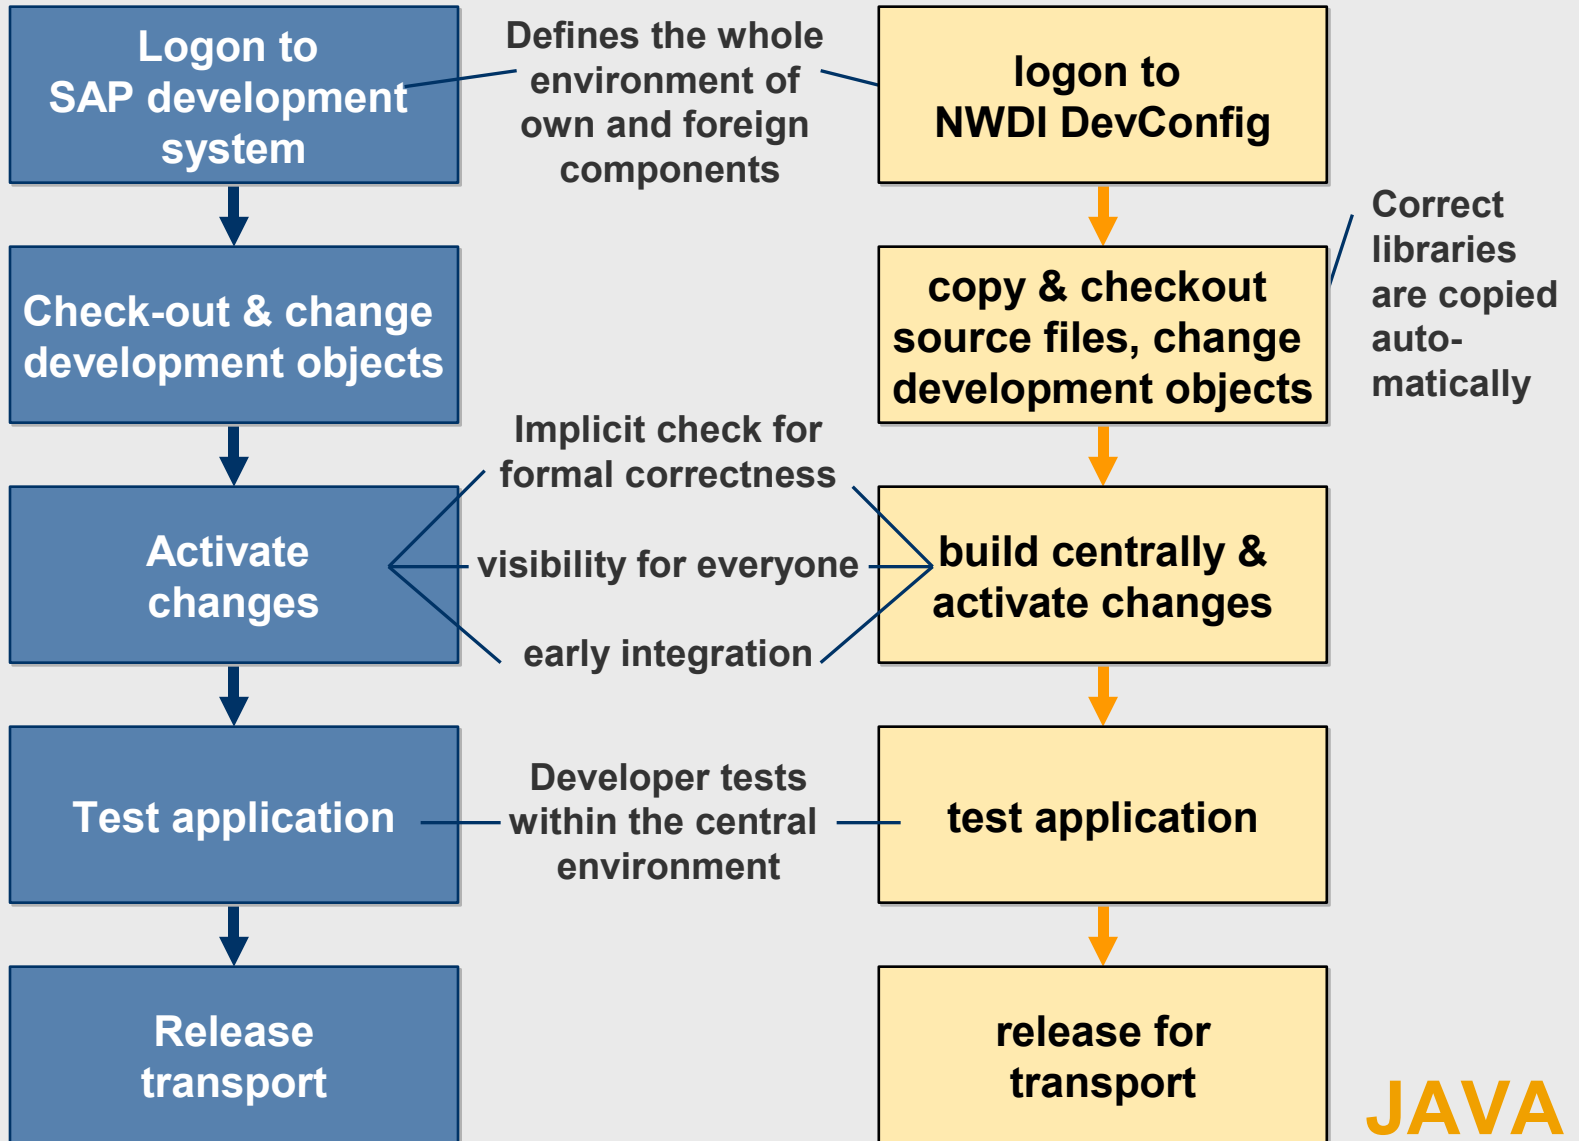 Logon to
SAP development
system
Defines the whole
environment of
own and foreign
components
logon to
NWDI DevConfig
Check-out & change
development objects
copy & checkout
source files, change
development objects
Correct
libraries
are copied
auto-
matically
Implicit check for
formal correctness
Activate
changes
visibility for everyone
build centrally &
activate changes
early integration
Test application
Developer tests
within the central
environment
test application
Release
transport
release for
transport
JAVA